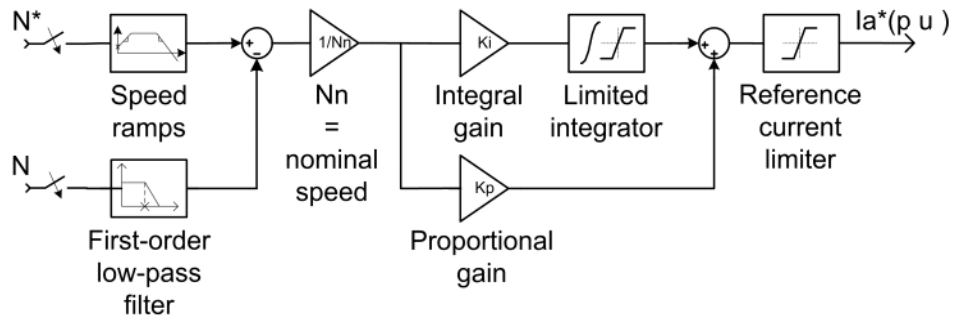 N*
Speed
ramps
N
First-order
low-pass
filter
+
-
1/Nn
Nn
=
nominal
speed
Ki
Integral
gain
Limited
integrator
Kp
Proportional
gain
+
+
Reference
current
limiter
Ia*(p u )